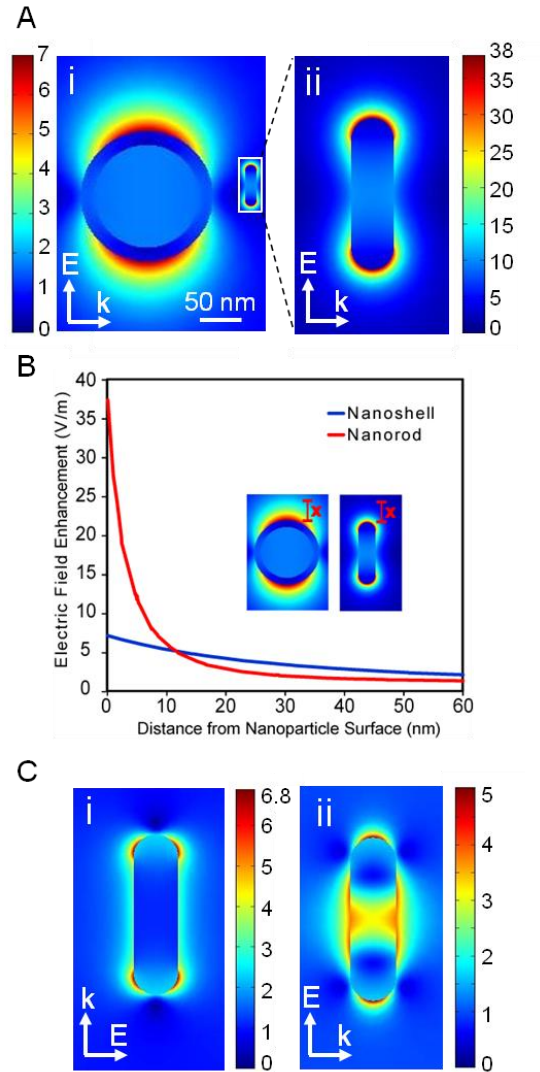 A
7
6
5
4
3
2
1
0
i
E
k
50 nm
ii
E
k
38
35
30
25
20
15
10
5
0
B
Electric Field Enhancement (V/m)
40
35
30
25
20
15
10
5
0
Nanoshell
Nanorod
x
x
0
10
20
30
40
50
60
Distance from Nanoparticle Surface (nm)
C
i
k
E
6.8
6
5
4
3
2
1
0
ii
E
k
5
4
3
2
1
0